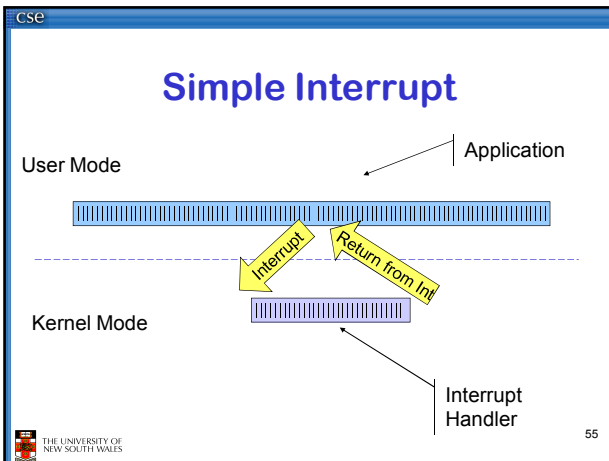 cse
Simple Interrupt
User Mode
Application
Interrupt
Return from Int
Kernel Mode
Interrupt
Handler
THE UNIVERSITY OF
NEW SOUTH WALES
55